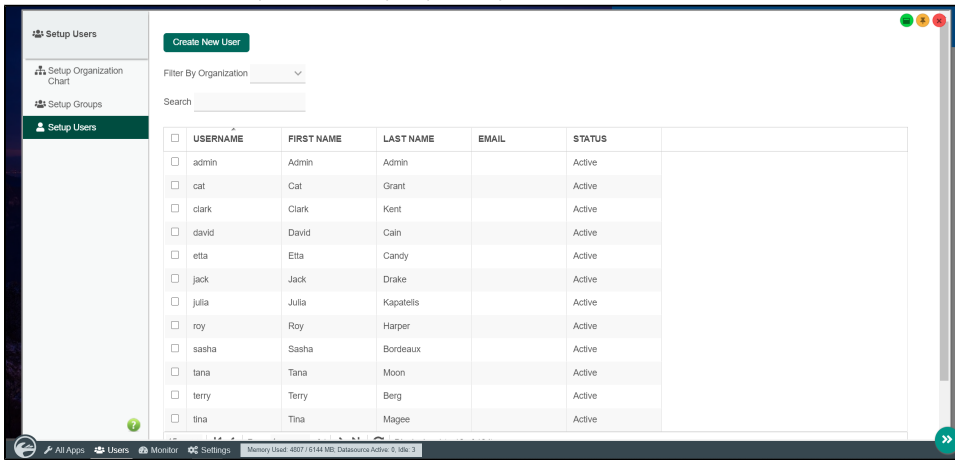 Setup Users
Setup Organization
Chart
Setup Groups
Setup Users
Create New User
Filter By Organization
Search
USERNAME FIRST NAME LAST NAME EMAIL STATUS
admin Admin Admin Active
cat Cat Grant Active
clark Clark Kent Active
david David Cain Active
etta Etta Candy Active
jack Jack Drake Active
julia Julia Kapatelis Active
roy Roy Harper Active
sasha Sasha Bordeaux Active
tana Tana Moon Active
terry Terry Berg Active
tina Tina Magee Active
All Apps Users Monitor Settings Memory Used: 4607 / 6144 MB, Datasource Active: 0, Idle: 3